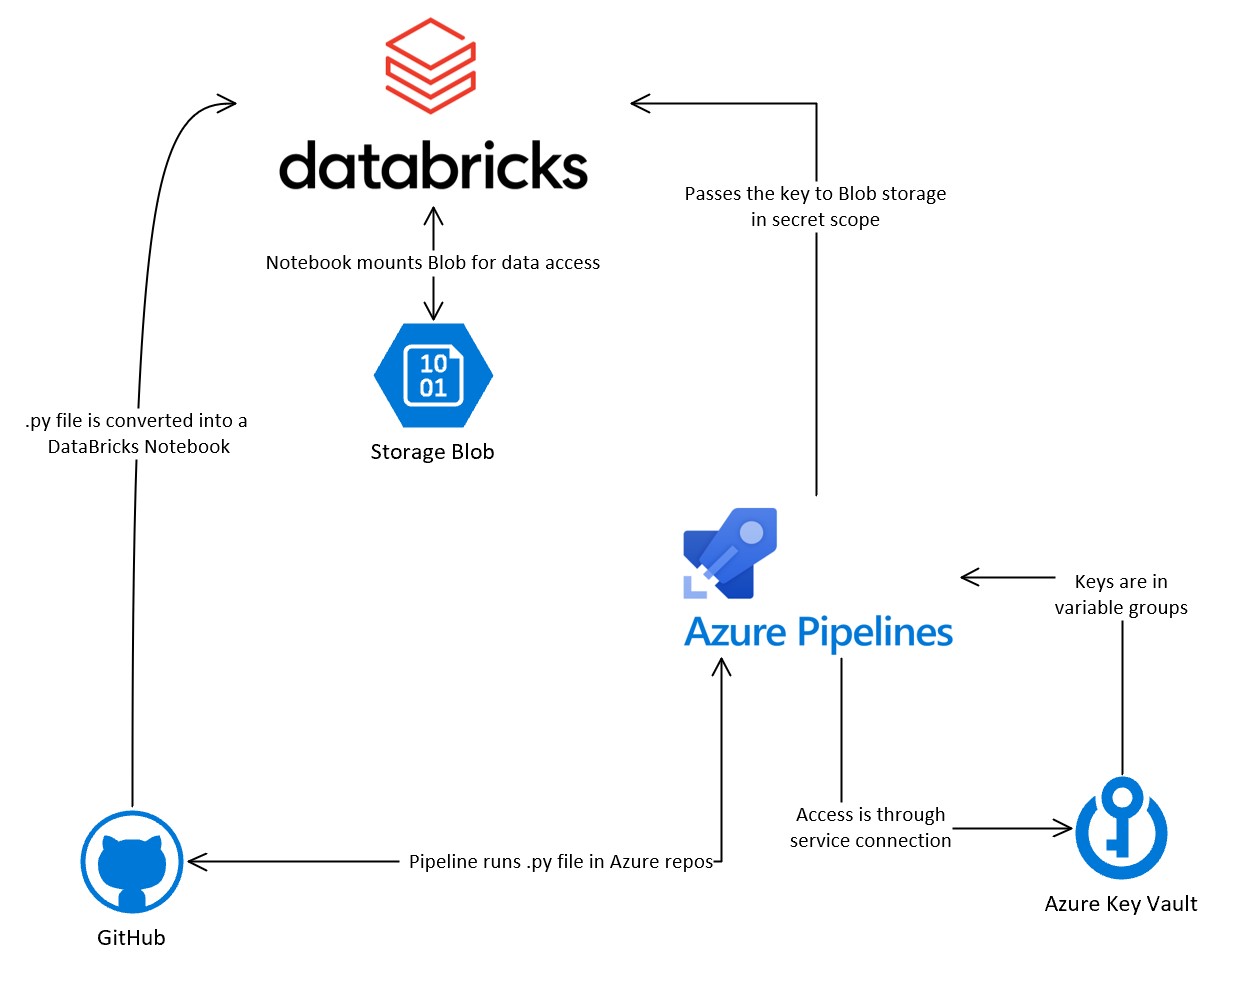 databricks
Passes the key to Blob storage
in secret scope
Notebook mounts Blob for data access
10
01
Storage Blob
.py file is converted into a
DataBricks Notebook
Azure Pipelines
Keys are in
variable groups
Access is through
service connection
Pipeline runs .py file in Azure repos
Azure Key Vault
GitHub